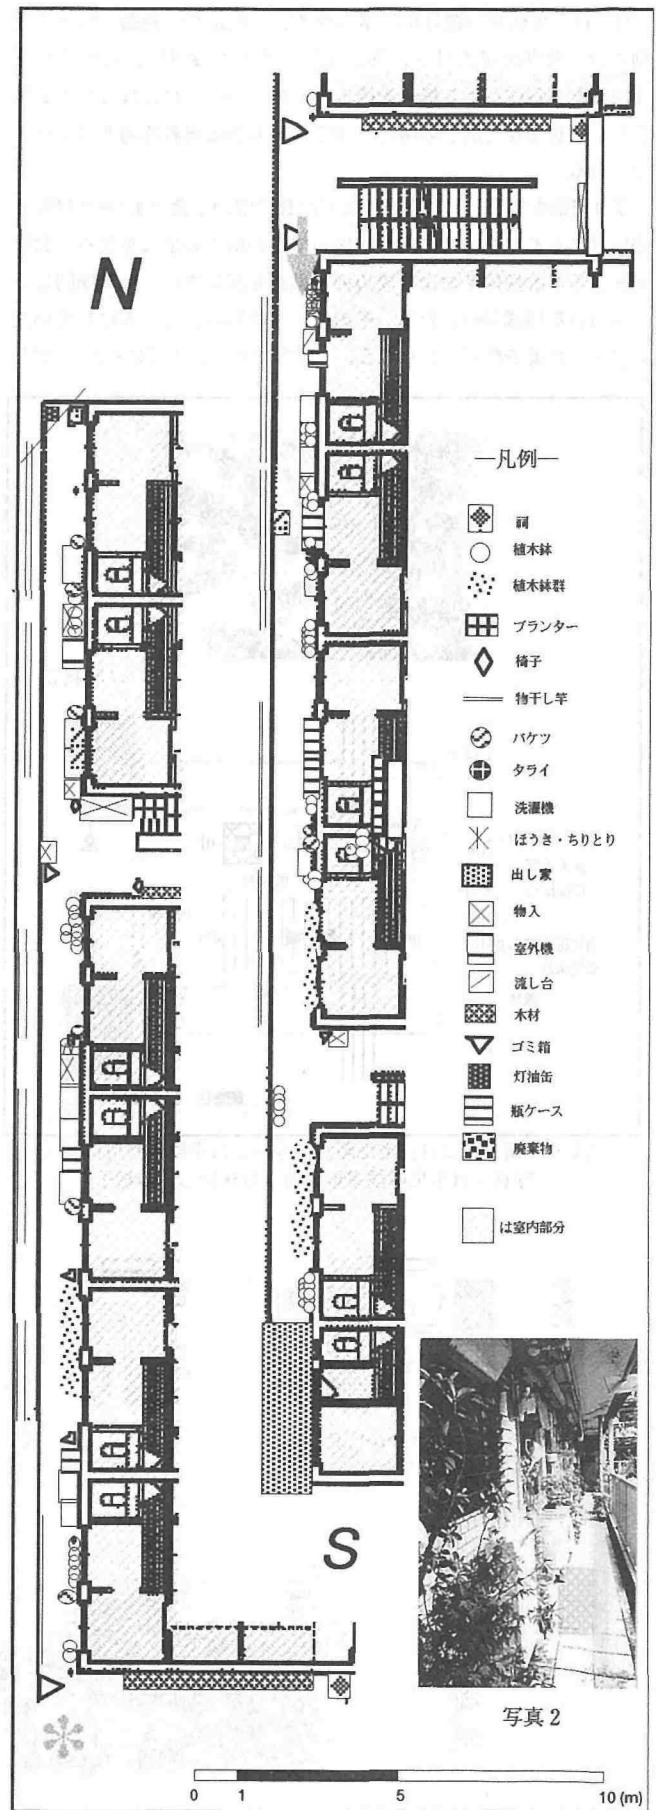 N
—凡例—
祠
植木鉢
植木鉢群
プランター
椅子
物干し竿
バケツ
タライ
洗濯機
ほうき・ちりとり
出し家
物入
室外機
流し台
木材
ゴミ箱
灯油缶
瓶ケース
廃棄物
は室内部分
S
写真2
0 1 5 10 (m)